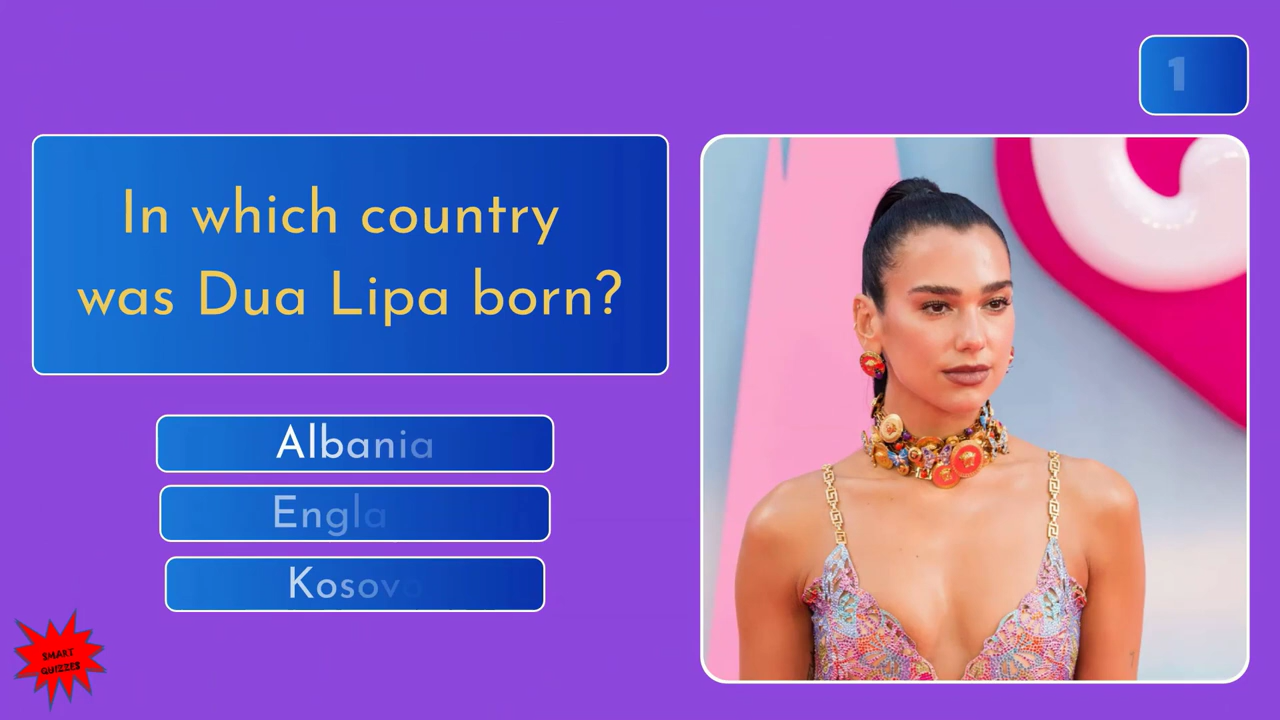 1
In which country
was Dua Lipa born?
Albania
Engla
Kosovo
SMART
QUIZZES